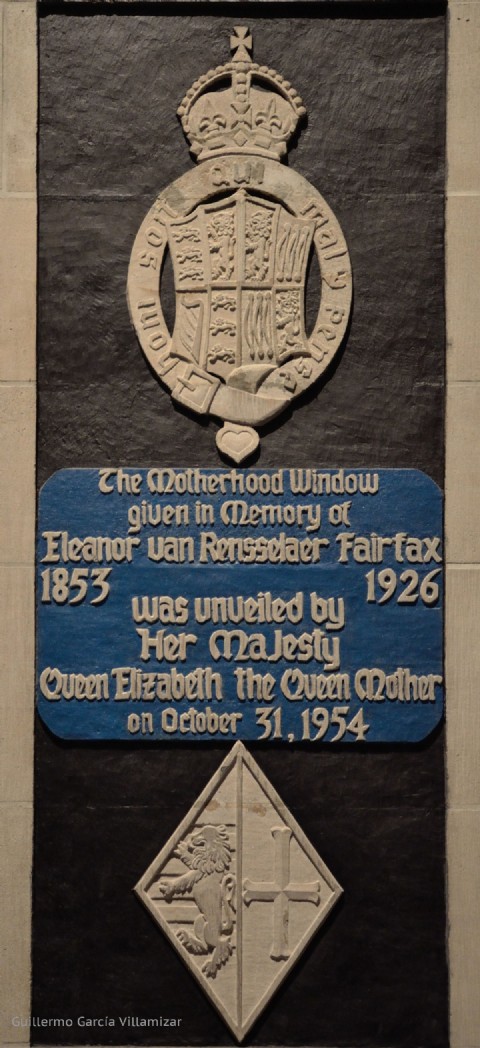 honi soit qui mal y pense
The Motherhood Window
given in Memory of
Eleanor van Rensselaer Fairfax
1853 1926
was unveiled by
Her Majesty
Queen Elizabeth the Queen Mother
on October 31, 1954
Guillermo García Villamizar